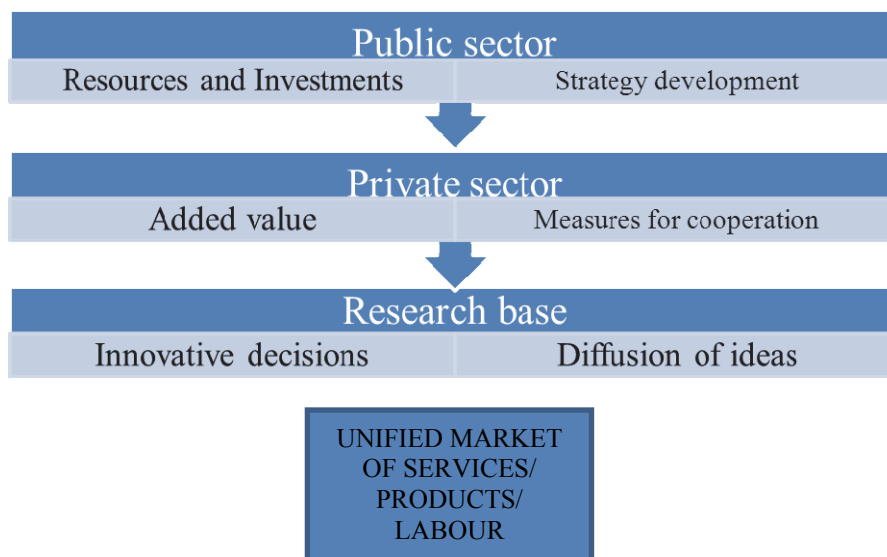 Public sector
Resources and Investments
Strategy development
Private sector
Added value
Measures for cooperation
Research base
Innovative decisions
Diffusion of ideas
UNIFIED MARKET
OF SERVICES/
PRODUCTS/
LABOUR